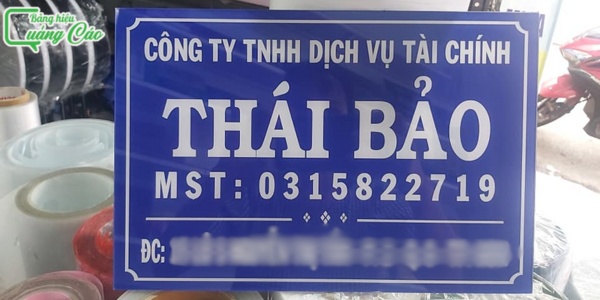 Bảng hiệu
Quảng Cáo
CÔNG TY TNHH DỊCH VỤ TÀI CHÍNH
THÁI BẢO
MST: 0315822719
ĐC: